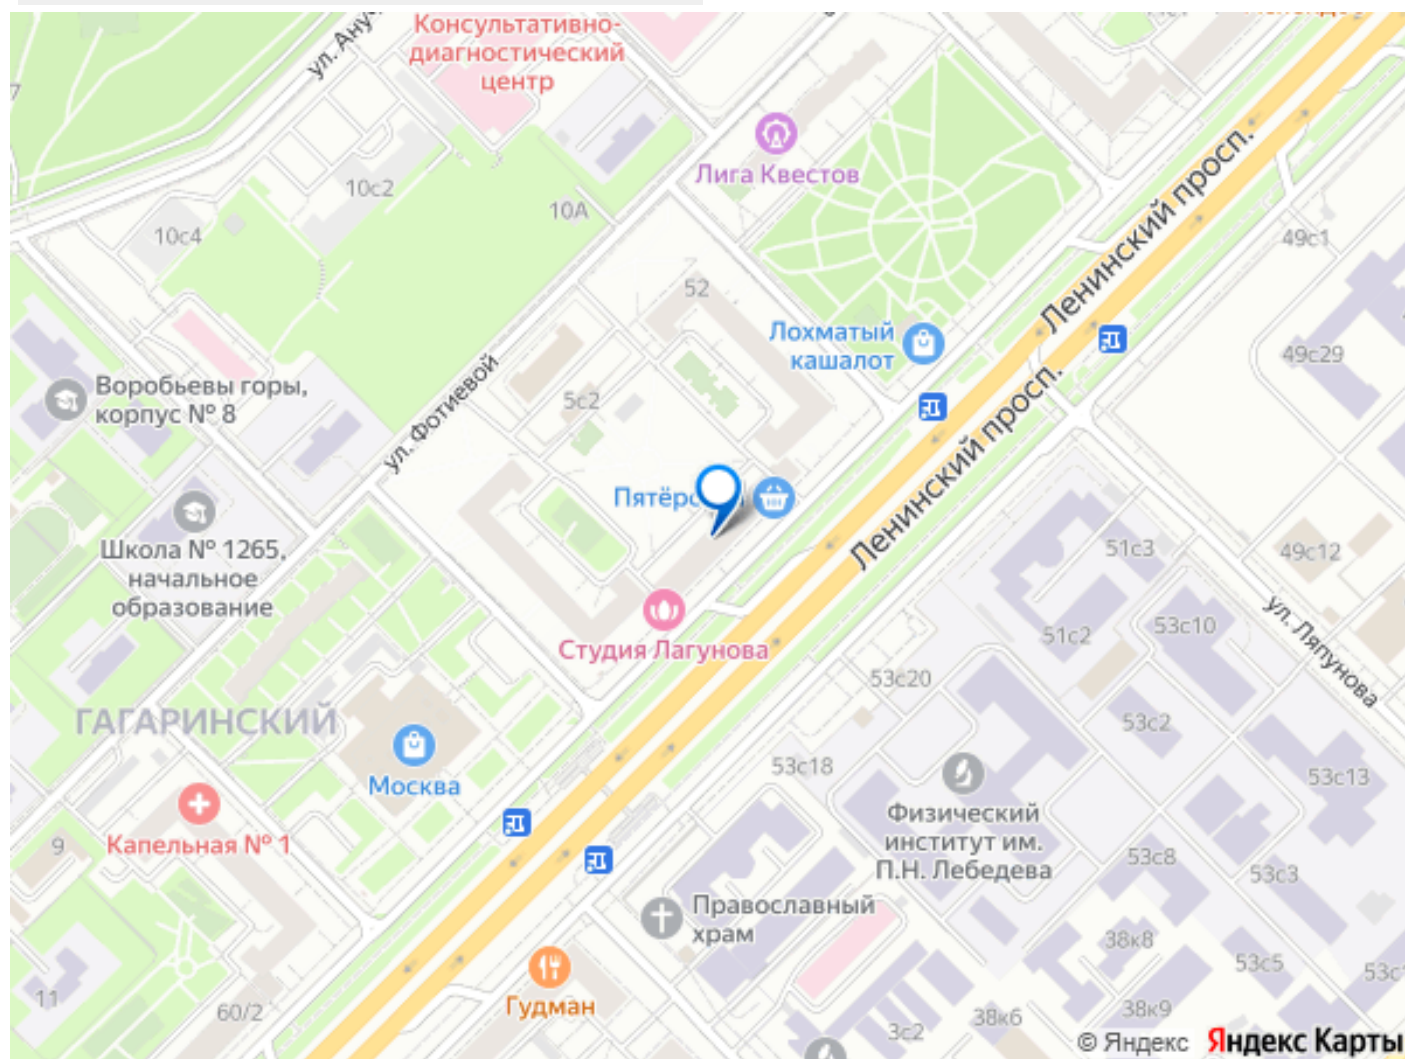 Консультативно-
диагностический
центр
ул. Ану
7
Лига Квестов
10с2
10А
10с4
Ленинский просп.
49с1
52
Лохматый
кашалот
49с29
Воробьевы горы,
корпус № 8
5с2
ул. Фотиевой
Ленинский просп.
Пятёро
Школа № 1265,
начальное
образование
51с3
49с12
ул. Ляпунова
51с2
53с10
Студия Лагунова
53с20
ГАГАРИНСКИЙ
53с2
Москва
53с18
53с13
Физический
институт им.
П.Н. Лебедева
Капельная № 1
9
53с8
53с3
Православный
храм
38к8
53с5
53с
11
60/2
Гудман
3с2
38к6
38к9
© Яндекс Яндекс Карты